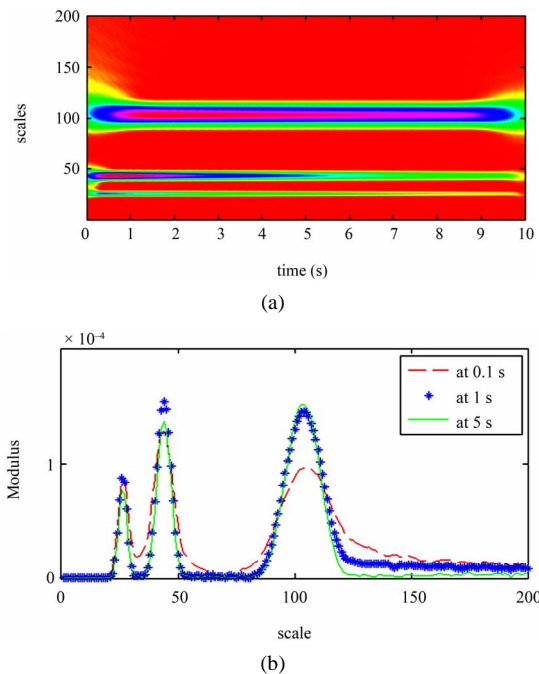 200
150
100
50
scales
0 1 2 3 4 5 6 7 8 9 10
time (s)
(a)
× 10⁻⁴
1
0
Modulus
at 0.1 s
at 1 s
at 5 s
0 50 100 150 200
scale
(b)